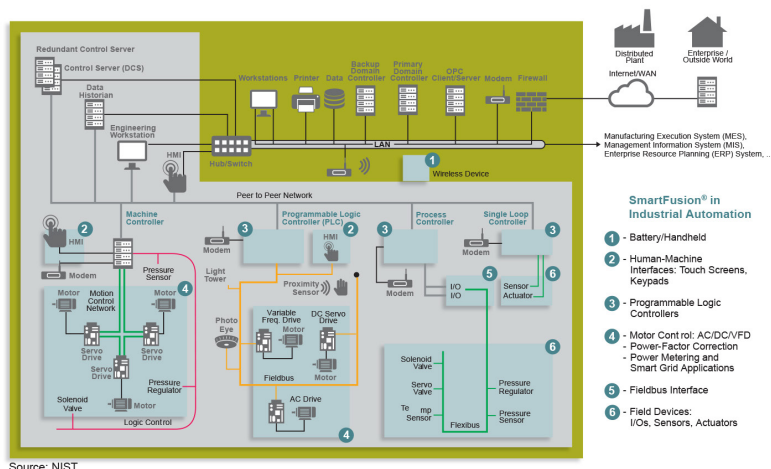 Redundant Control Server
Control Server (DCS)
Data
Historian
Engineering
Workstation
HMI
Hub/Switch
Workstations
Printer
Data
Backup
Domain
Controller
Primary
Domain
Controller
OPC
Client/Server
Modem
Firewall
LAN
1
Wireless Device
Distributed
Plant
Enterprise /
Outside World
Internet/WAN
Manufacturing Execution System (MES),
Management Information System (MIS),
Enterprise Resource Planning (ERP) System, ..
Peer to Peer Network
2
HMI
Modem
Machine
Controller
Pressure
Sensor
4
Motor
Motion
Control
Network
Motor
Servo
Drive
Servo
Drive
Servo
Drive
Motor
Pressure
Regulator
Solenoid
Valve
Logic Control
Programmable Logic
Controller (PLC)
3
2
HMI
Modem
Light
Tower
Proximity
Sensor
Photo
Eye
Variable
Freq. Drive
Motor
DC Servo
Drive
Motor
Fieldbus
AC Drive
Motor
4
Process
Controller
3
Modem
I/O
I/O
5
Single Loop
Controller
3
Modem
Sensor
Actuator
6
6
Solenoid
Valve
Servo
Valve
Te mp
Sensor
Flexibus
Pressure
Regulator
Pressure
Sensor
SmartFusion® in
Industrial Automation
1 - Battery/Handheld
2 - Human-Machine
Interfaces: Touch Screens,
Keypads
3 - Programmable Logic
Controllers
4 - Motor Control: AC/DC/VFD
- Power-Factor Correction
- Power Metering and
Smart Grid Applications
5 - Fieldbus Interface
6 - Field Devices:
I/Os, Sensors, Actuators
Source: NIST